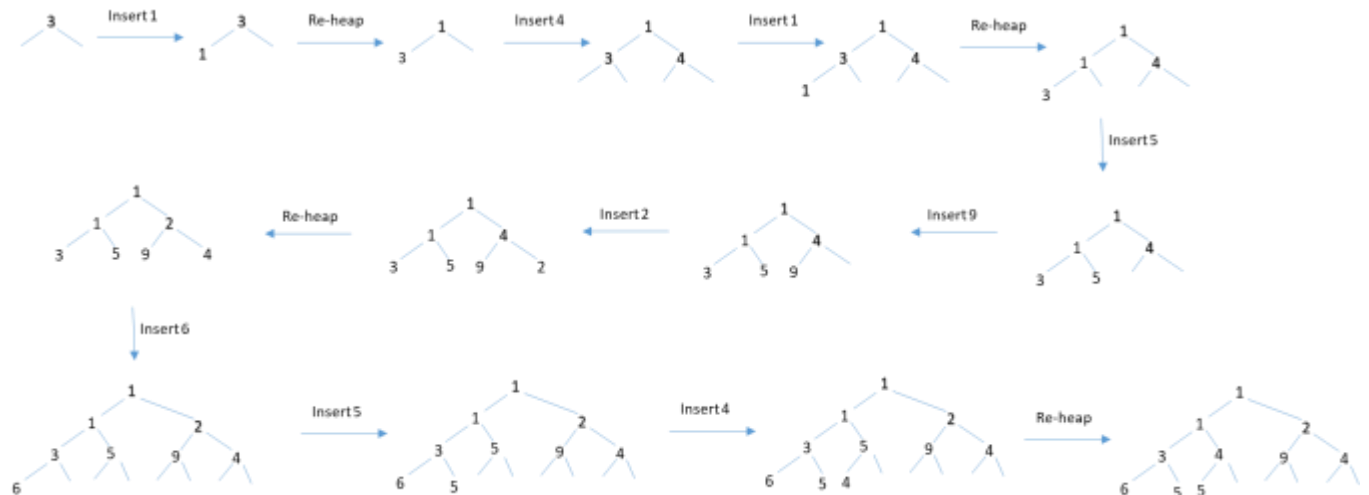 3 Insert 1 3 Re-heap 1 Insert 4 1 Insert 1 1 Re-heap 1
1 3 3 4 3 4 1 4
1 3
Insert 5
1 Re-heap 1 Insert 2 1 Insert 9 1
1 2 1 4 1 4 1 4
3 5 9 4 3 5 9 2 3 5 9 3 5
Insert 6
1 Insert 5 1 Insert 4 1 Re-heap 1
1 2 1 2 1 2 1 2
3 5 9 4 3 5 9 4 3 5 9 4 3 4 9 4
6 6 5 6 5 4 6 5 5